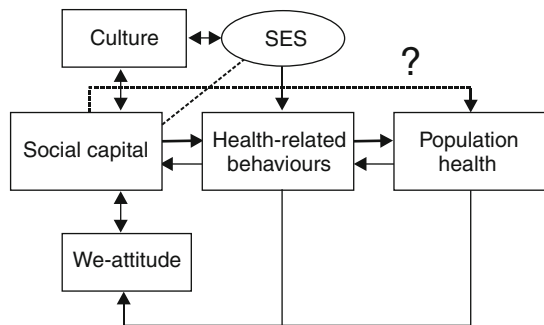 Culture
SES
?
Social capital
Health-related
behaviours
Population
health
We-attitude